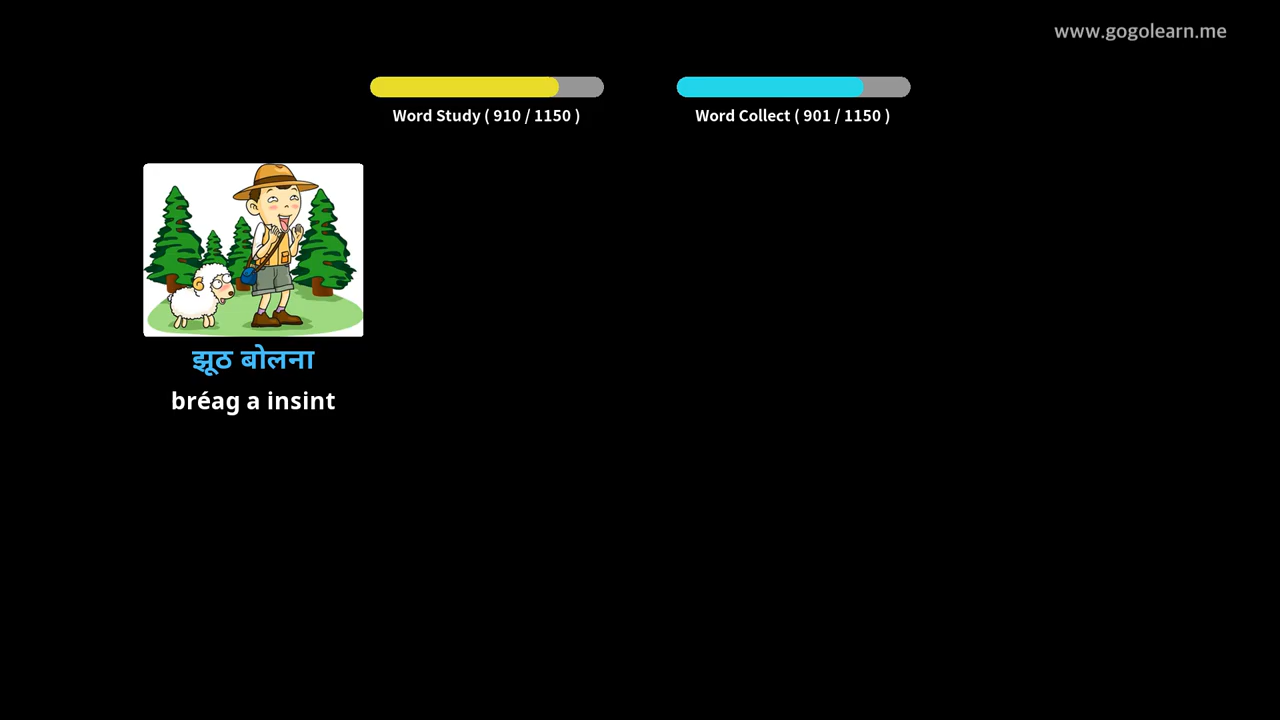 www.gogolearn.me
Word Study ( 910 / 1150 )
Word Collect ( 901 / 1150 )
झूठ बोलना
bréag a insint